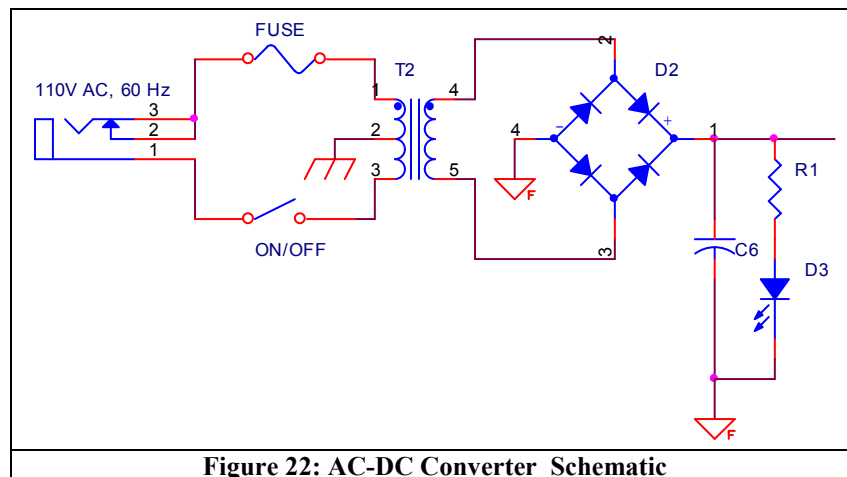 FUSE
T2
D2
110V AC, 60 Hz
3
2
1
1
2
3
4
5
2
4
-
+
1
3
F
ON/OFF
R1
C6
D3
F
Figure 22: AC-DC Converter Schematic